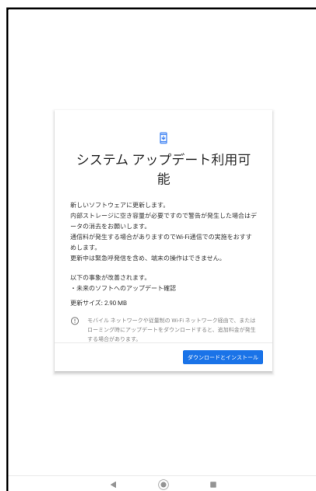 システム アップデート利用可
能
新しいソフトウェアに更新します。
内部ストレージに空き容量が必要ですので警告が発生した場合はデ
ータの消去をお願いします。
通信料が発生する場合がありますのでWi-Fi通信での実施をおすす
めします。
更新中は緊急呼発信を含め、端末の操作はできません。
以下の事象が改善されます。
・未来のソフトへのアップデート確認
更新サイズ: 2.90 MB
モバイル ネットワークや従量制の Wi-Fi ネットワーク経由で、または
ローミング時にアップデートをダウンロードすると、追加料金が発生
する場合があります。
ダウンロードとインストール